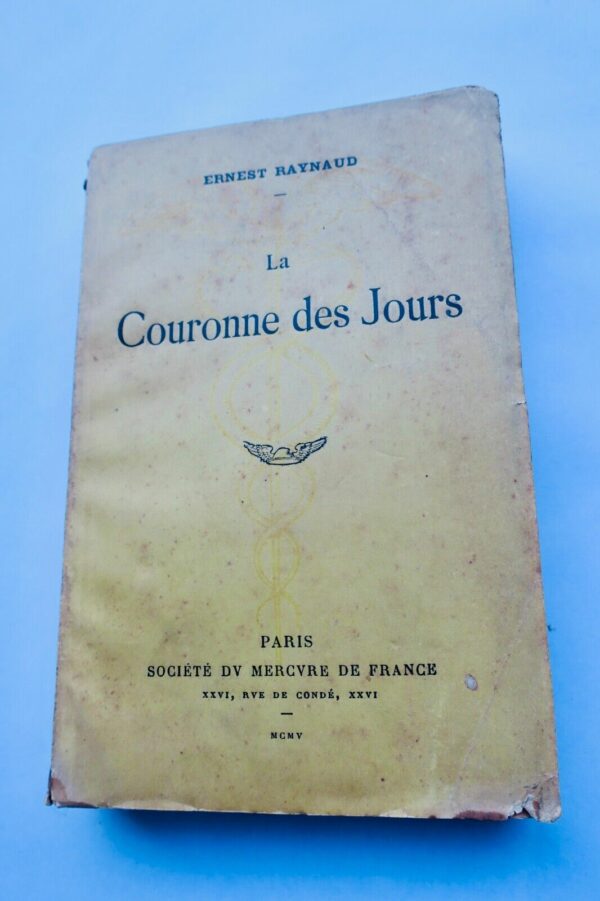 ERNEST RAYNAUD
La
Couronne des Jours
PARIS
SOCIÉTÉ DV MERCVRE DE FRANCE
XXVI, RVE DE CONDÉ, XXVI
MCMV